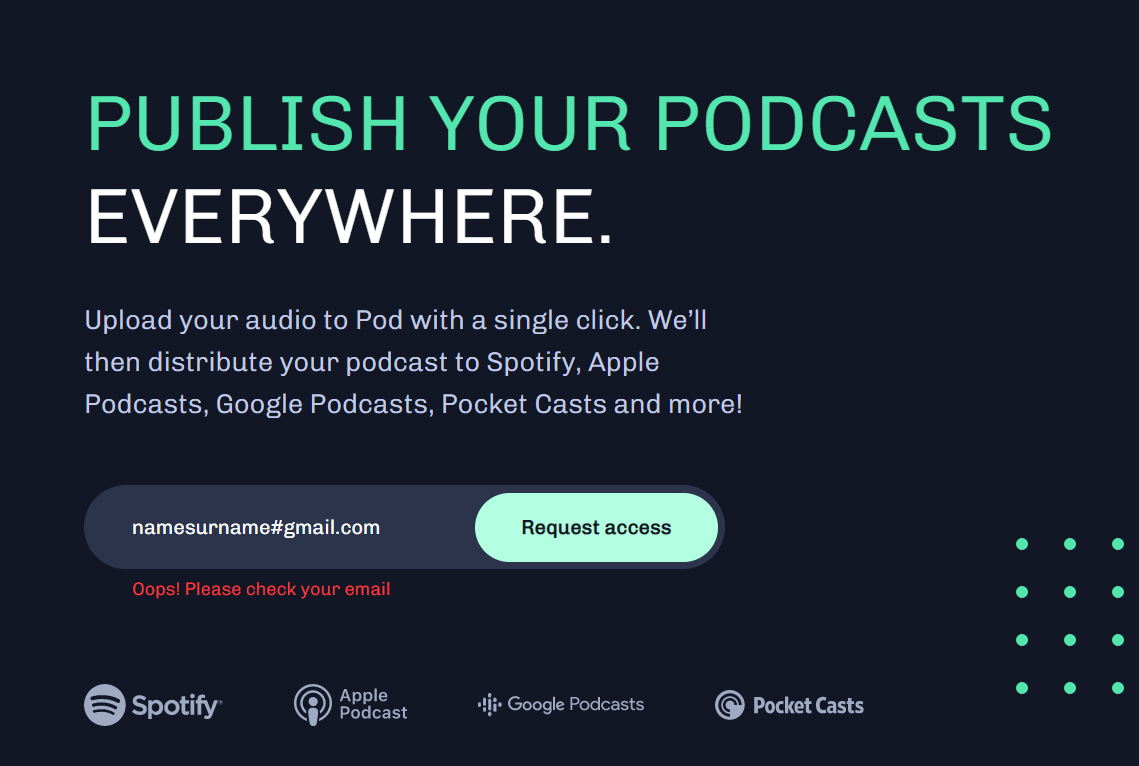 PUBLISH YOUR PODCASTS
EVERYWHERE.
Upload your audio to Pod with a single click. We’ll
then distribute your podcast to Spotify, Apple
Podcasts, Google Podcasts, Pocket Casts and more!
namesurname#gmail.com
Request access
Oops! Please check your email
Spotify
Apple
Podcast
Google Podcasts
Pocket Casts